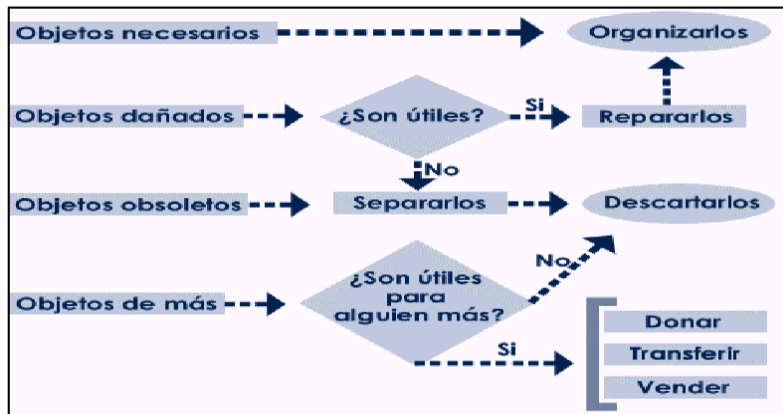 Objetos necesarios
Organizarlos
Objetos dañados
¿Son útiles?
Si
Repararlos
No
Objetos obsoletos
Separarlos
Descartarlos
Objetos de más
¿Son útiles
para
alguien más?
No
Si
Donar
Transferir
Vender